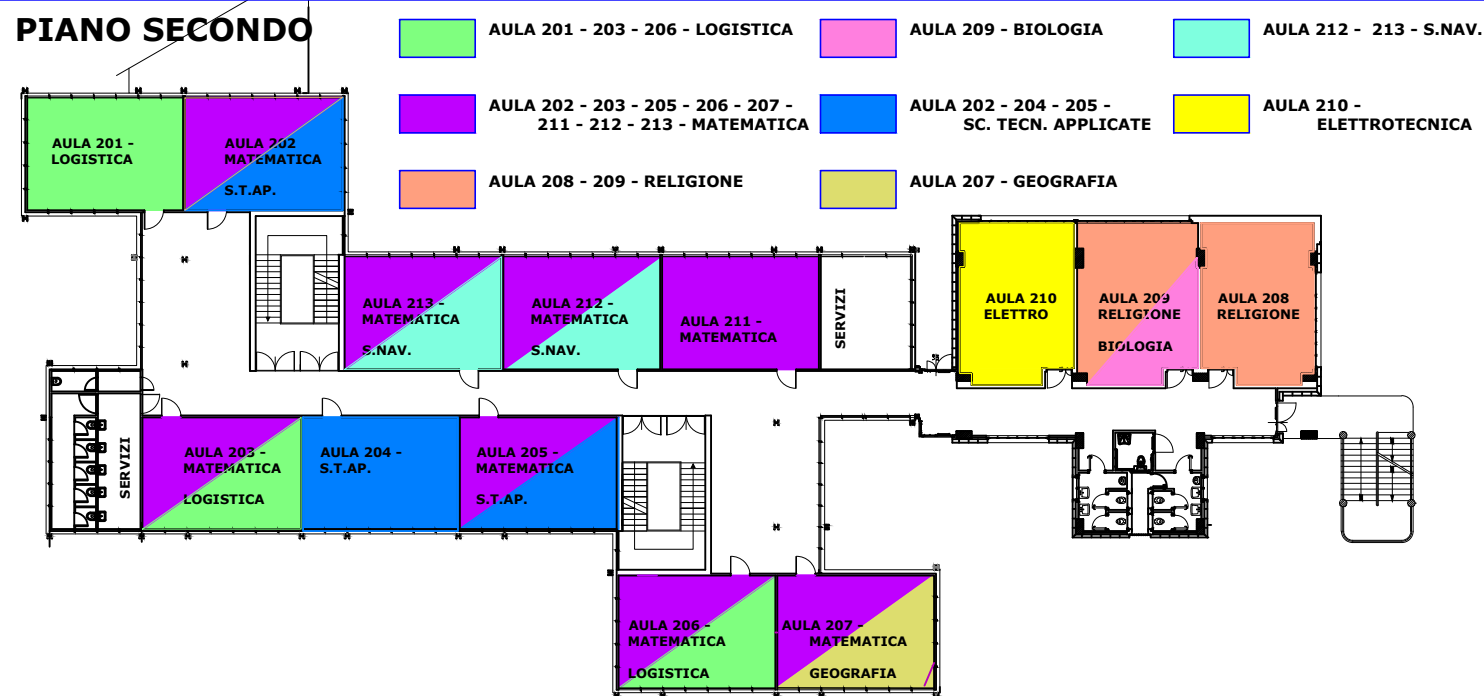 PIANO SECONDO
AULA 201 - 203 - 206 - LOGISTICA
AULA 209 - BIOLOGIA
AULA 212 - 213 - S.NAV.
AULA 202 - 203 - 205 - 206 - 207 -
211 - 212 - 213 - MATEMATICA
AULA 202 - 204 - 205 -
SC. TECN. APPLICATE
AULA 210 -
ELETTROTECNICA
AULA 208 - 209 - RELIGIONE
AULA 207 - GEOGRAFIA
AULA 201 -
LOGISTICA
AULA 202
MATEMATICA
S.T.AP.
AULA 213 -
MATEMATICA
S.NAV.
AULA 212 -
MATEMATICA
S.NAV.
AULA 211 -
MATEMATICA
SERVIZI
AULA 210
ELETTRO
AULA 209
RELIGIONE
BIOLOGIA
AULA 208
RELIGIONE
SERVIZI
AULA 203 -
MATEMATICA
LOGISTICA
AULA 204 -
S.T.AP.
AULA 205 -
MATEMATICA
S.T.AP.
AULA 206 -
MATEMATICA
LOGISTICA
AULA 207 -
MATEMATICA
GEOGRAFIA